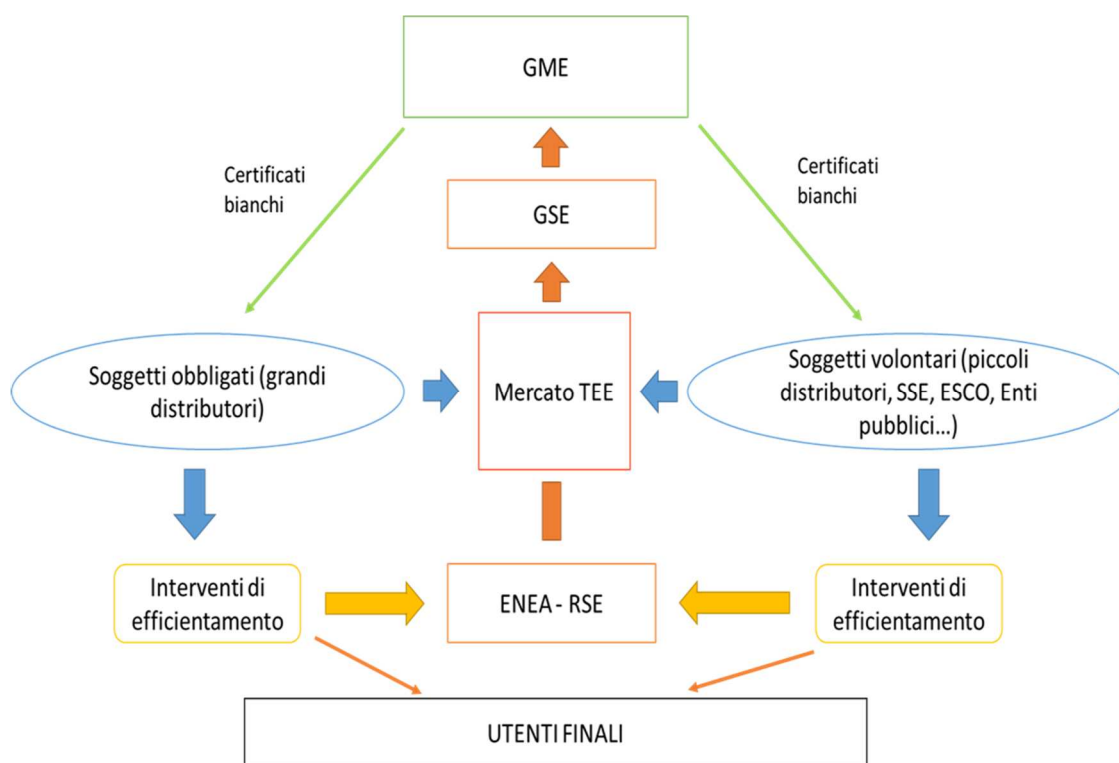 GME
Certificati
bianchi
Certificati
bianchi
GSE
Soggetti obbligati (grandi
distributori)
Mercato TEE
Soggetti volontari (piccoli
distributori, SSE, ESCO, Enti
pubblici...)
Interventi di
efficientamento
ENEA - RSE
Interventi di
efficientamento
UTENTI FINALI